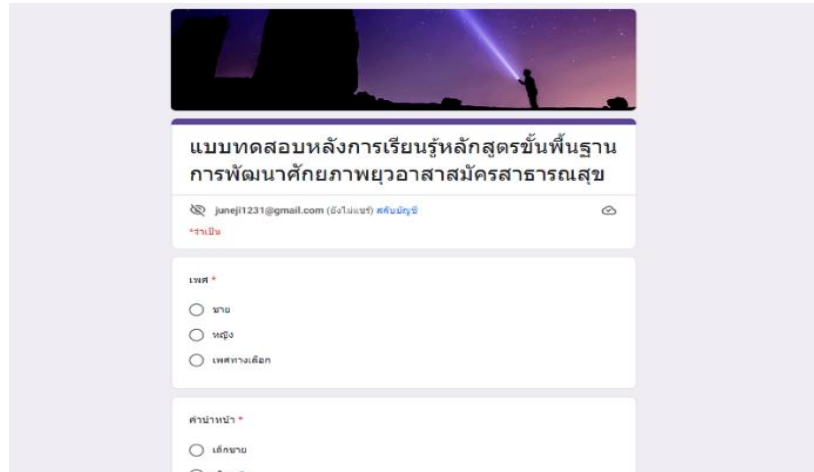 แบบทดสอบหลังการเรียนรู้หลักสูตรขั้นพื้นฐาน
การพัฒนาศักยภาพยุวอาสาสมัครสาธารณสุข
juneji1231@gmail.com (ยังไม่แชร์) สลับบัญชี
*จำเป็น
เพศ *
ชาย
หญิง
เพศทางเลือก
คำนำหน้า *
เด็กชาย